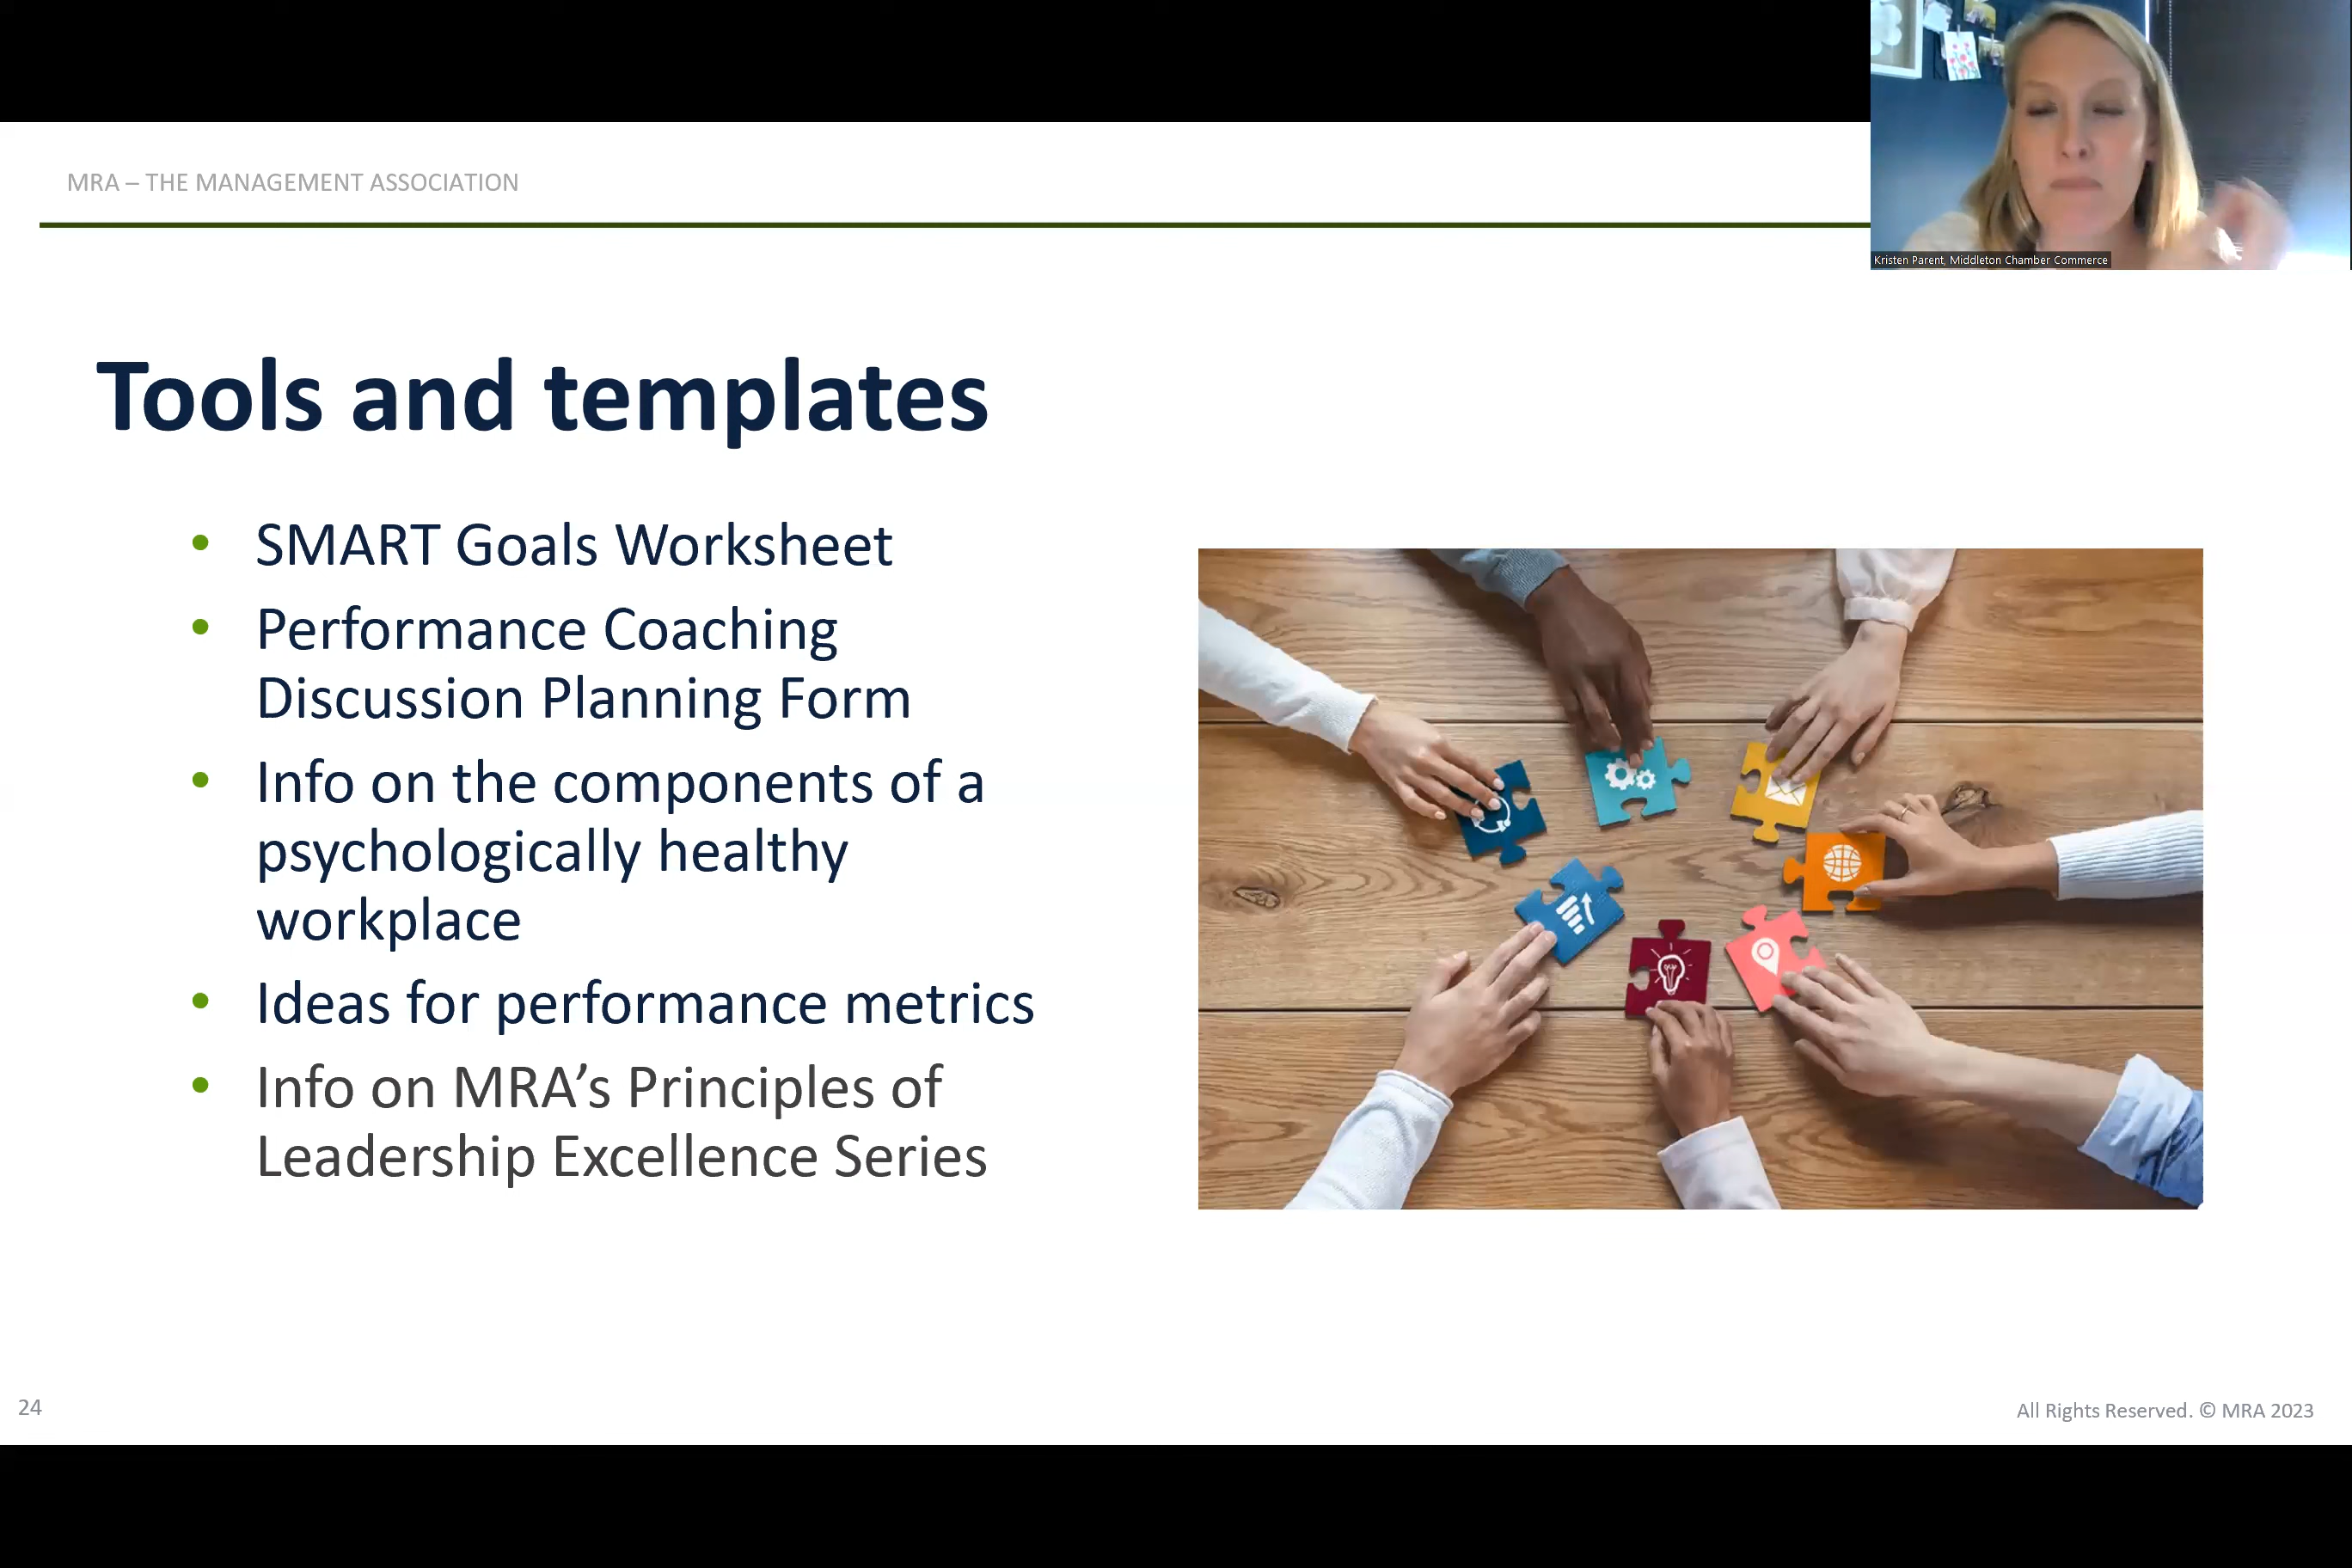 MRA – THE MANAGEMENT ASSOCIATION
Kristen Parent, Middleton Chamber Commerce
Tools and templates
• SMART Goals Worksheet
• Performance Coaching
Discussion Planning Form
• Info on the components of a
psychologically healthy
workplace
• Ideas for performance metrics
• Info on MRA’s Principles of
Leadership Excellence Series
24
All Rights Reserved. © MRA 2023